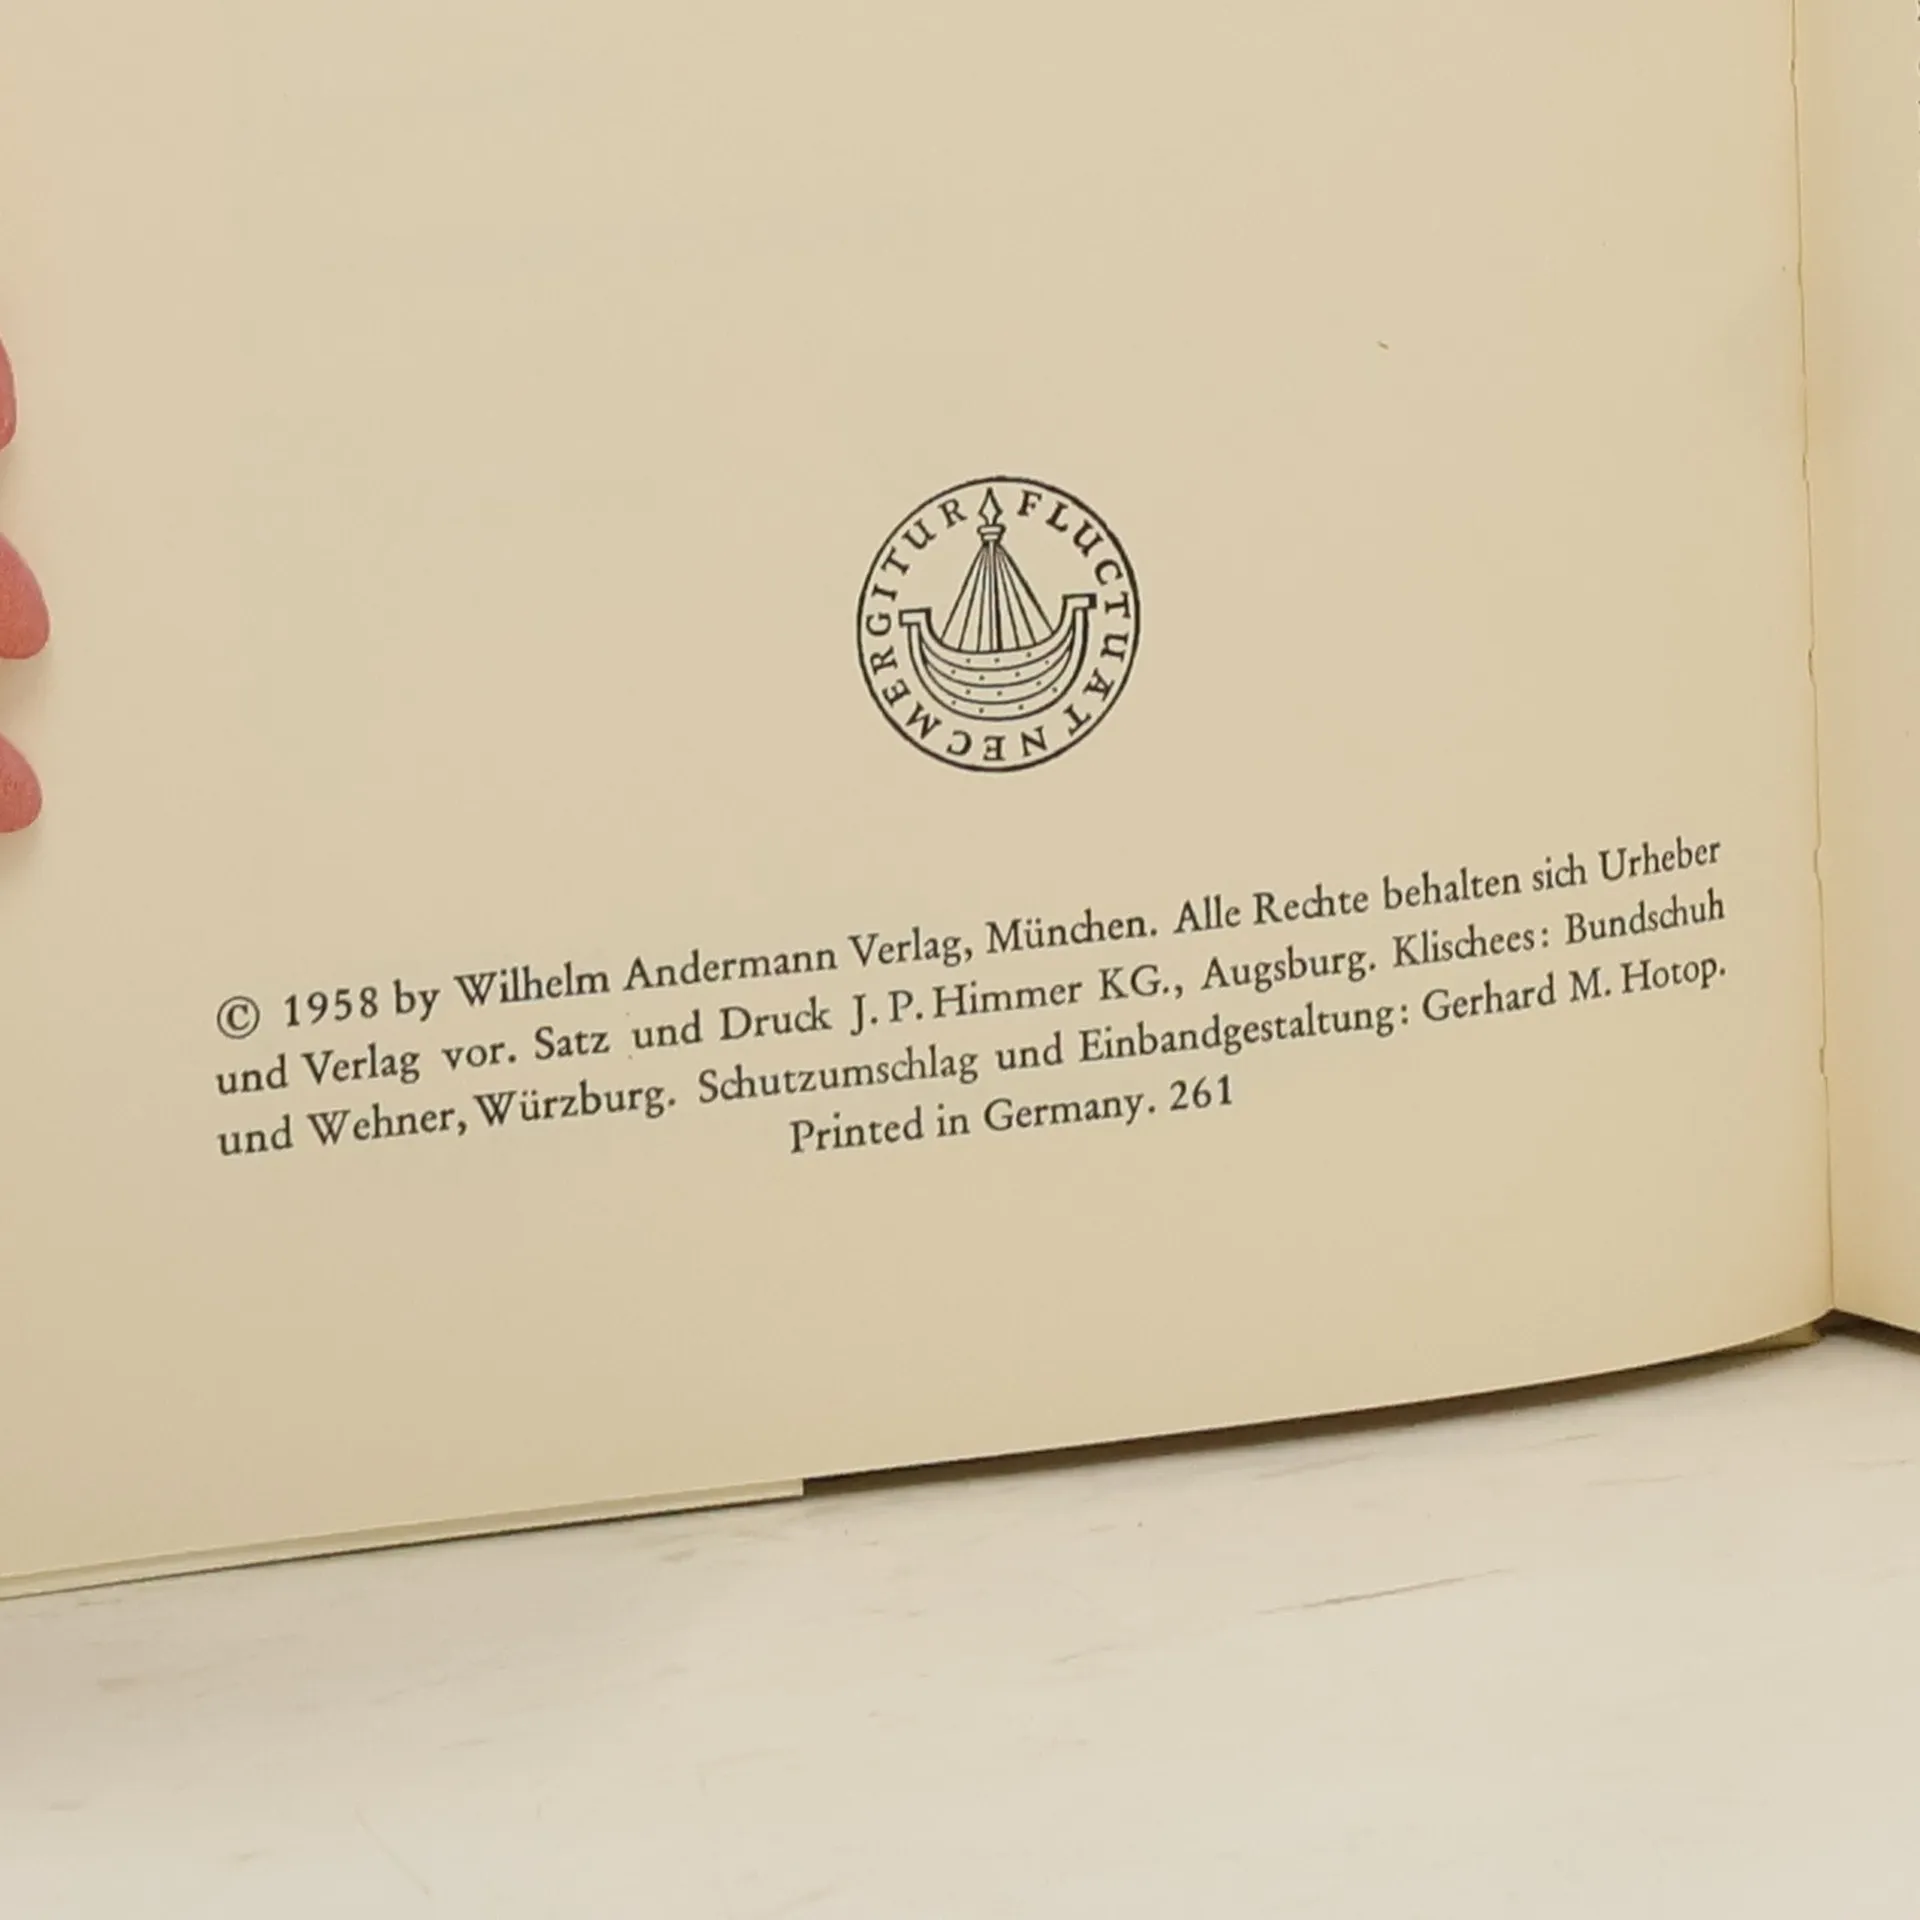 FLUCTUAT NEC MERGITUR
© 1958 by Wilhelm Andermann Verlag, München. Alle Rechte behalten sich Urheber
und Verlag vor. Satz und Druck J. P. Himmer KG., Augsburg. Klischees: Bundschuh
und Wehner, Würzburg. Schutzumschlag und Einbandgestaltung: Gerhard M. Hotop.
Printed in Germany. 261